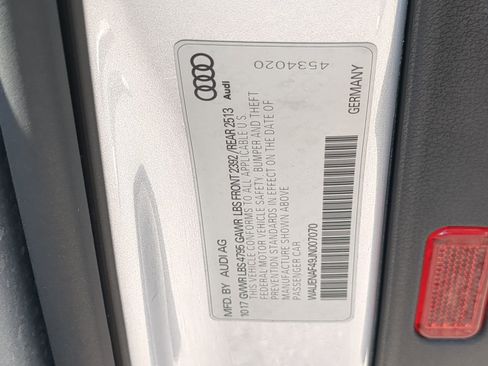 MFD. BY AUDI AG
10 17 GVWR LBS 4795 GAWR LBS FRONT 2392 /REAR 2513
THIS VEHICLE CONFORMS TO ALL APPLICABLE U.S.
FEDERAL MOTOR VEHICLE SAFETY, BUMPER AND THEFT
PREVENTION STANDARDS IN EFFECT ON THE DATE OF
MANUFACTURE SHOWN ABOVE
PASSENGER CAR
WAUENAF49JN007070
GERMANY
Audi
4534020